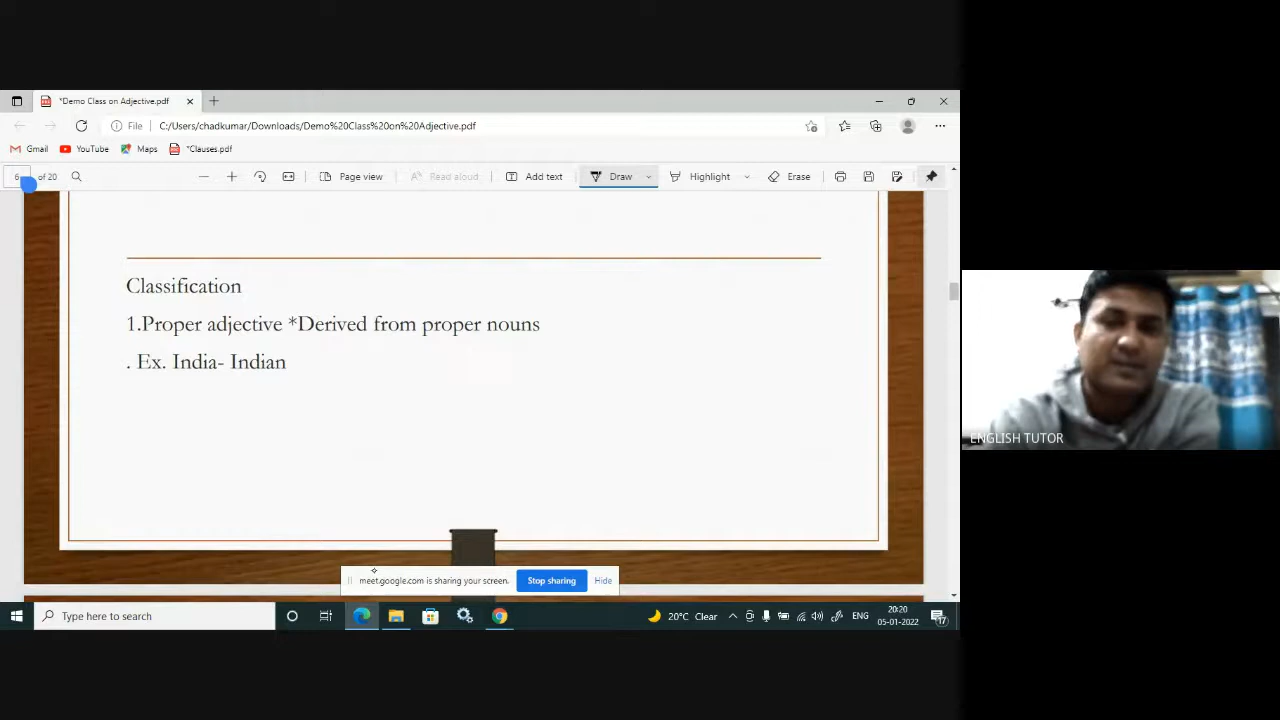 *Demo Class on Adjective.pdf
File C:/Users/chadkumar/Downloads/Demo%20Class%20on%20Adjective.pdf
Gmail YouTube Maps *Clauses.pdf
6 of 20 Page view Read aloud Add text Draw Highlight Erase
Classification
1.Proper adjective *Derived from proper nouns
. Ex. India- Indian
ENGLISH TUTOR
meet.google.com is sharing your screen. Stop sharing Hide
Type here to search 20°C Clear ENG 20:20
05-01-2022 17